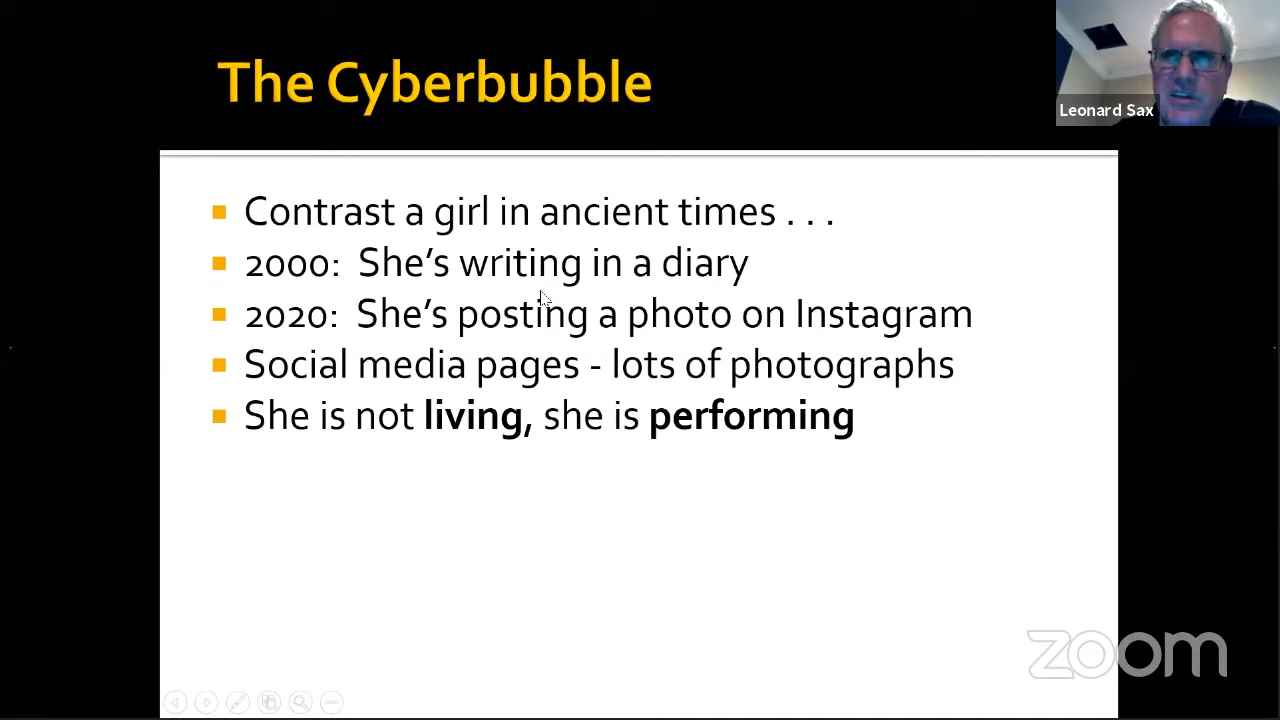 The Cyberbubble
Leonard Sax
Contrast a girl in ancient times . . .
2000: She's writing in a diary
2020: She's posting a photo on Instagram
Social media pages - lots of photographs
She is not living, she is performing
zoom